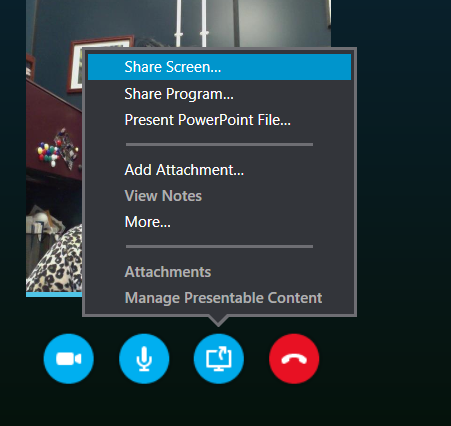 Share Screen...
Share Program...
Present PowerPoint File...
Add Attachment...
View Notes
More...
Attachments
Manage Presentable Content